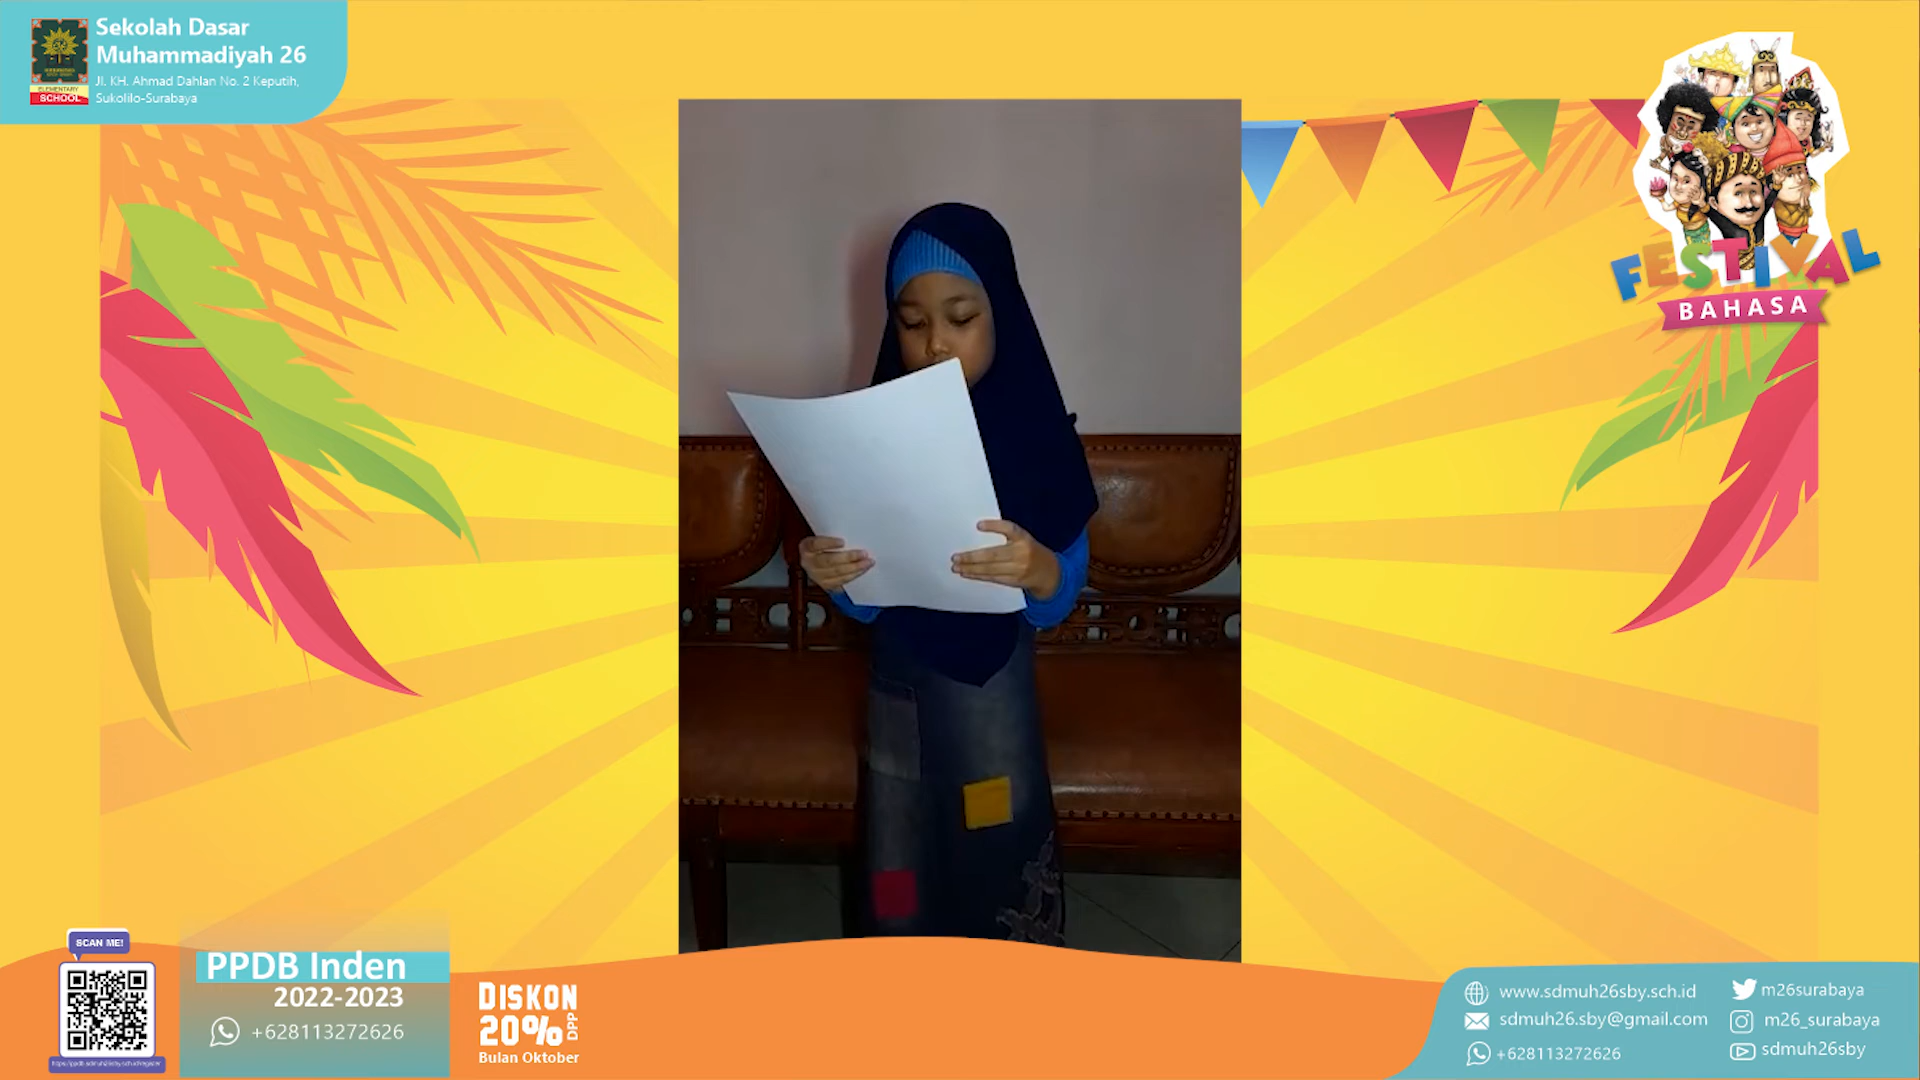 Sekolah Dasar
Muhammadiyah 26
Jl. KH. Ahmad Dahlan No. 2 Keputih,
Sukolilo-Surabaya
ELEMENTARY
SCHOOL
FESTIVAL
BAHASA
SCAN ME!
PPDB Inden
2022-2023
+628113272626
DISKON
20% DPP
Bulan Oktober
www.sdmuh26sby.sch.id
sdmuh26.sby@gmail.com
+628113272626
m26surabaya
m26_surabaya
sdmuh26sby